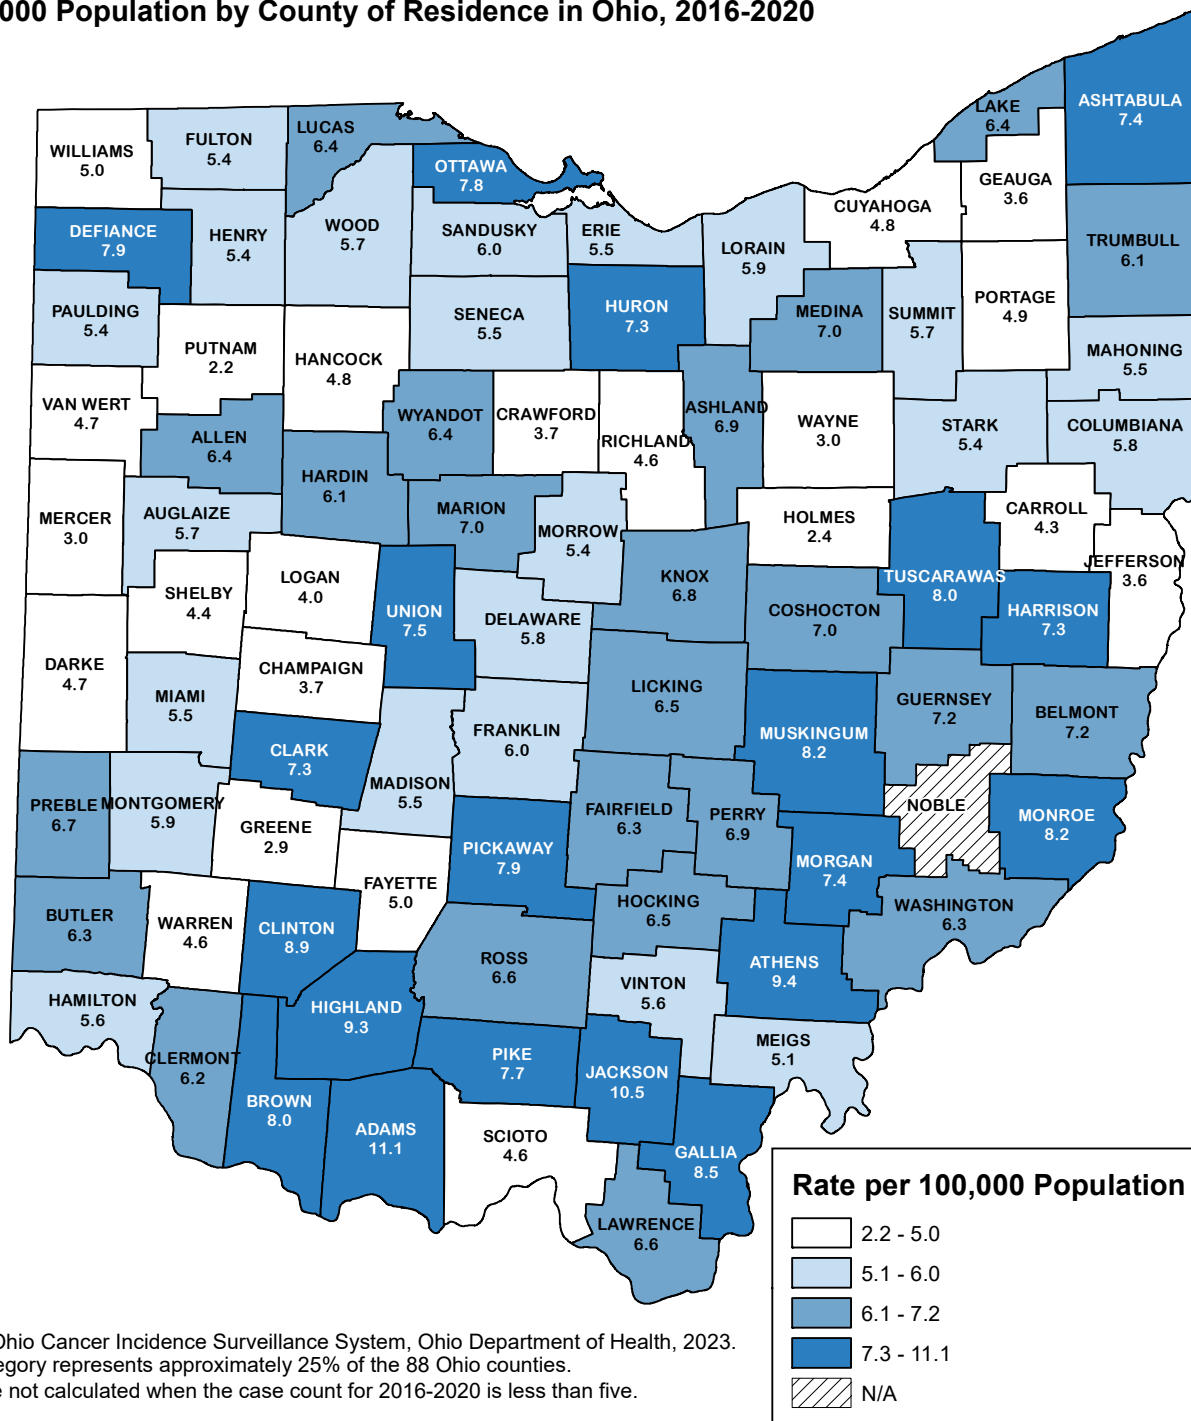 000 Population by County of Residence in Ohio, 2016-2020
ASHTABULA
7.4
LAKE
6.4
LUCAS
6.4
FULTON
5.4
WILLIAMS
5.0
OTTAWA
7.8
GEAUGA
3.6
CUYAHOGA
4.8
DEFIANCE
7.9
HENRY
5.4
WOOD
5.7
SANDUSKY
6.0
ERIE
5.5
LORAIN
5.9
TRUMBULL
6.1
PAULDING
5.4
SENECA
5.5
HURON
7.3
MEDINA
7.0
SUMMIT
5.7
PORTAGE
4.9
PUTNAM
2.2
HANCOCK
4.8
MAHONING
5.5
VAN WERT
4.7
ALLEN
6.4
WYANDOT
6.4
CRAWFORD
3.7
RICHLAND
4.6
ASHLAND
6.9
WAYNE
3.0
STARK
5.4
COLUMBIANA
5.8
HARDIN
6.1
MERCER
3.0
AUGLAIZE
5.7
MARION
7.0
MORROW
5.4
HOLMES
2.4
CARROLL
4.3
JEFFERSON
3.6
SHELBY
4.4
LOGAN
4.0
UNION
7.5
DELAWARE
5.8
KNOX
6.8
COSHOCTON
7.0
TUSCARAWAS
8.0
HARRISON
7.3
DARKE
4.7
MIAMI
5.5
CHAMPAIGN
3.7
LICKING
6.5
GUERNSEY
7.2
BELMONT
7.2
CLARK
7.3
FRANKLIN
6.0
MUSKINGUM
8.2
MADISON
5.5
PREBLE
6.7
MONTGOMERY
5.9
GREENE
2.9
FAIRFIELD
6.3
PERRY
6.9
NOBLE
MONROE
8.2
PICKAWAY
7.9
MORGAN
7.4
FAYETTE
5.0
BUTLER
6.3
WARREN
4.6
CLINTON
8.9
HOCKING
6.5
WASHINGTON
6.3
ROSS
6.6
ATHENS
9.4
VINTON
5.6
HAMILTON
5.6
HIGHLAND
9.3
CLERMONT
6.2
PIKE
7.7
JACKSON
10.5
MEIGS
5.1
BROWN
8.0
ADAMS
11.1
SCIOTO
4.6
GALLIA
8.5
LAWRENCE
6.6
Rate per 100,000 Population
2.2 - 5.0
5.1 - 6.0
6.1 - 7.2
7.3 - 11.1
N/A
Ohio Cancer Incidence Surveillance System, Ohio Department of Health, 2023.
egory represents approximately 25% of the 88 Ohio counties.
e not calculated when the case count for 2016-2020 is less than five.